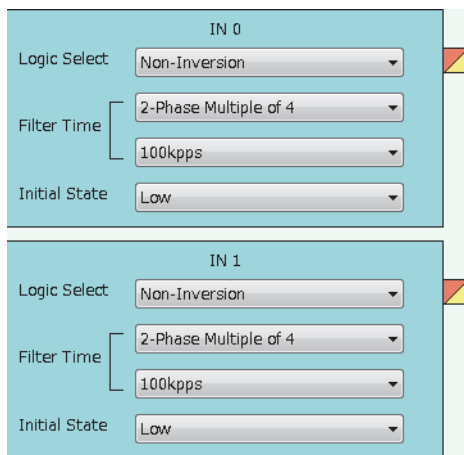 IN 0
Logic Select Non-Inversion
Filter Time 2-Phase Multiple of 4
100kpps
Initial State Low
IN 1
Logic Select Non-Inversion
Filter Time 2-Phase Multiple of 4
100kpps
Initial State Low